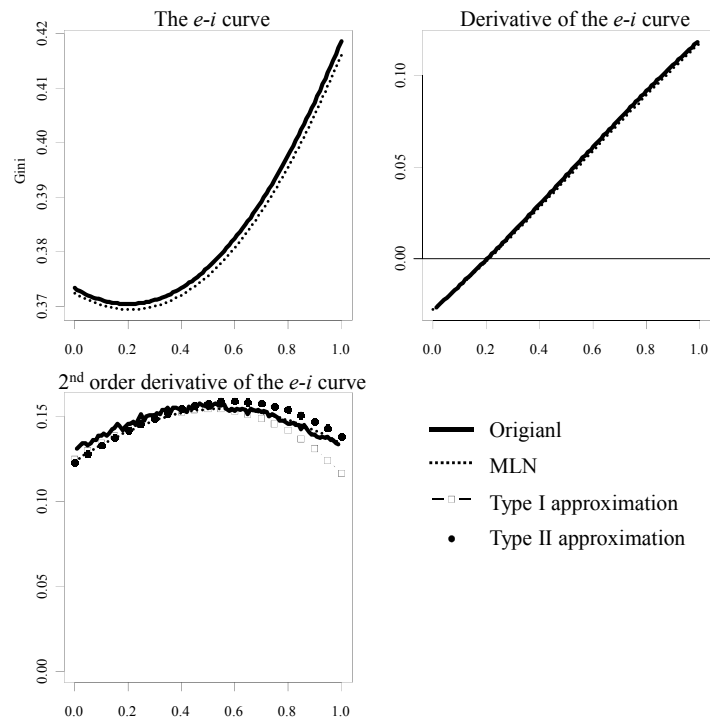 The e-i curve
Derivative of the e-i curve
0.42
0.41
0.40
0.39
0.38
0.37
Gini
0.0 0.2 0.4 0.6 0.8 1.0
0.10
0.05
0.00
0.0 0.2 0.4 0.6 0.8 1.0
2nd order derivative of the e-i curve
0.15
0.10
0.05
0.00
0.0 0.2 0.4 0.6 0.8 1.0
Origianl
MLN
Type I approximation
Type II approximation